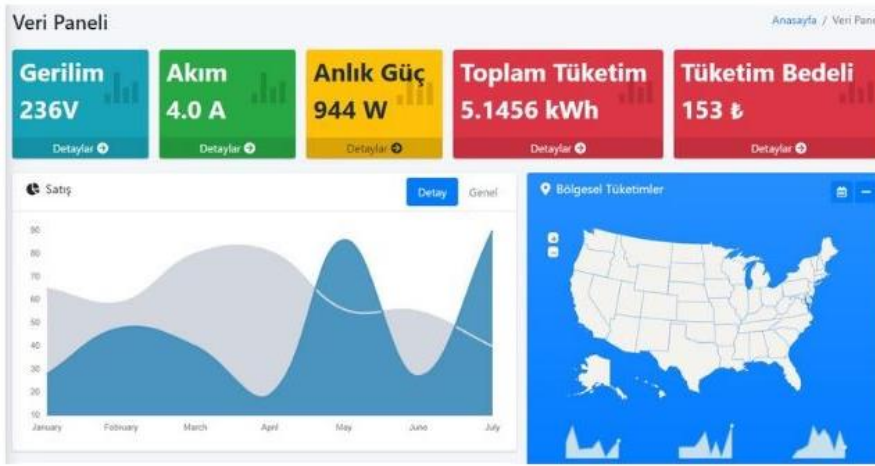 Veri Paneli
Anasayfa / Veri Pane
Gerilim
236V
Detaylar
Akım
4.0 A
Detaylar
Anlık Güç
944 W
Detaylar
Toplam Tüketim
5.1456 kWh
Detaylar
Tüketim Bedeli
153 ₺
Detaylar
Satış
Detay
Genel
90
80
70
60
50
40
30
20
10
January
February
March
April
May
June
July
Bölgesel Tüketimler